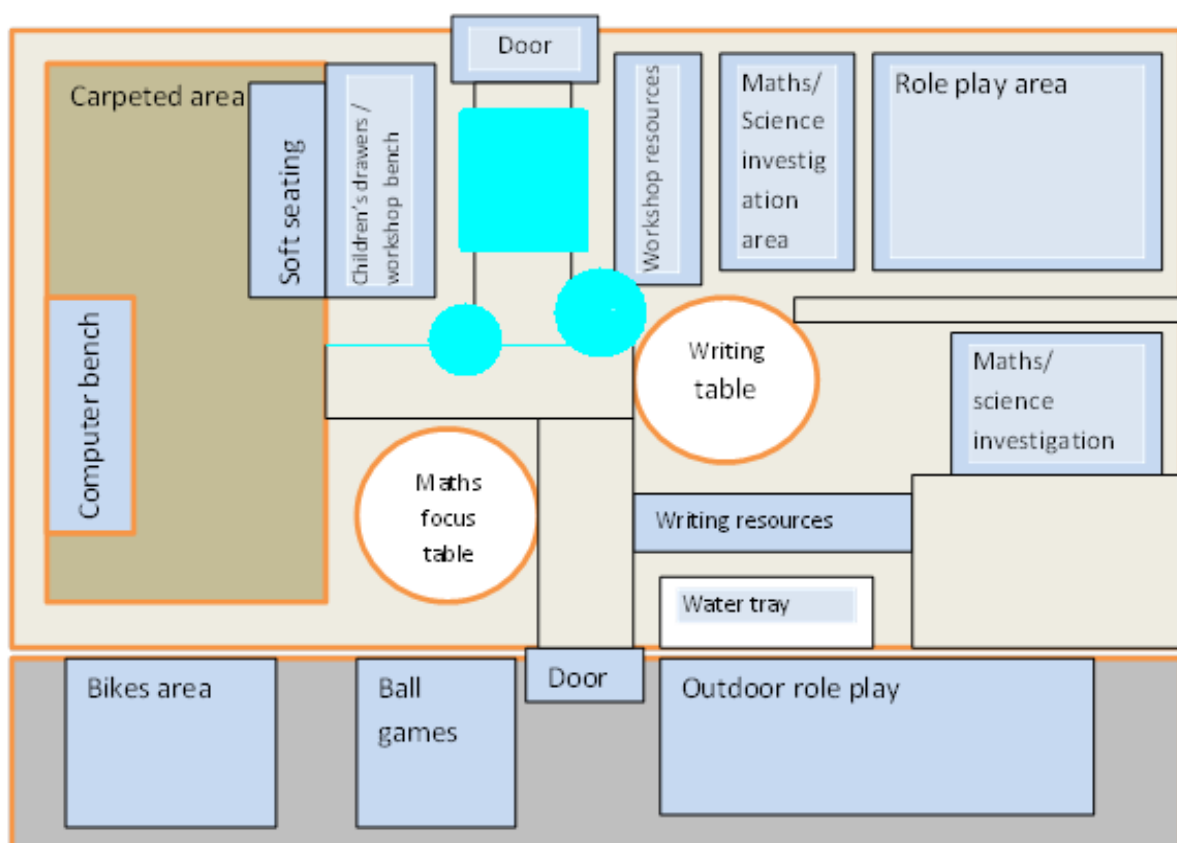 Door
Carpeted area
Soft seating
Children's drawers /
workshop bench
Workshop resources
Maths/
Science
investig
ation
area
Role play area
Computer bench
Writing
table
Maths/
science
investigation
Maths
focus
table
Writing resources
Water tray
Bikes area
Ball
games
Door
Outdoor role play